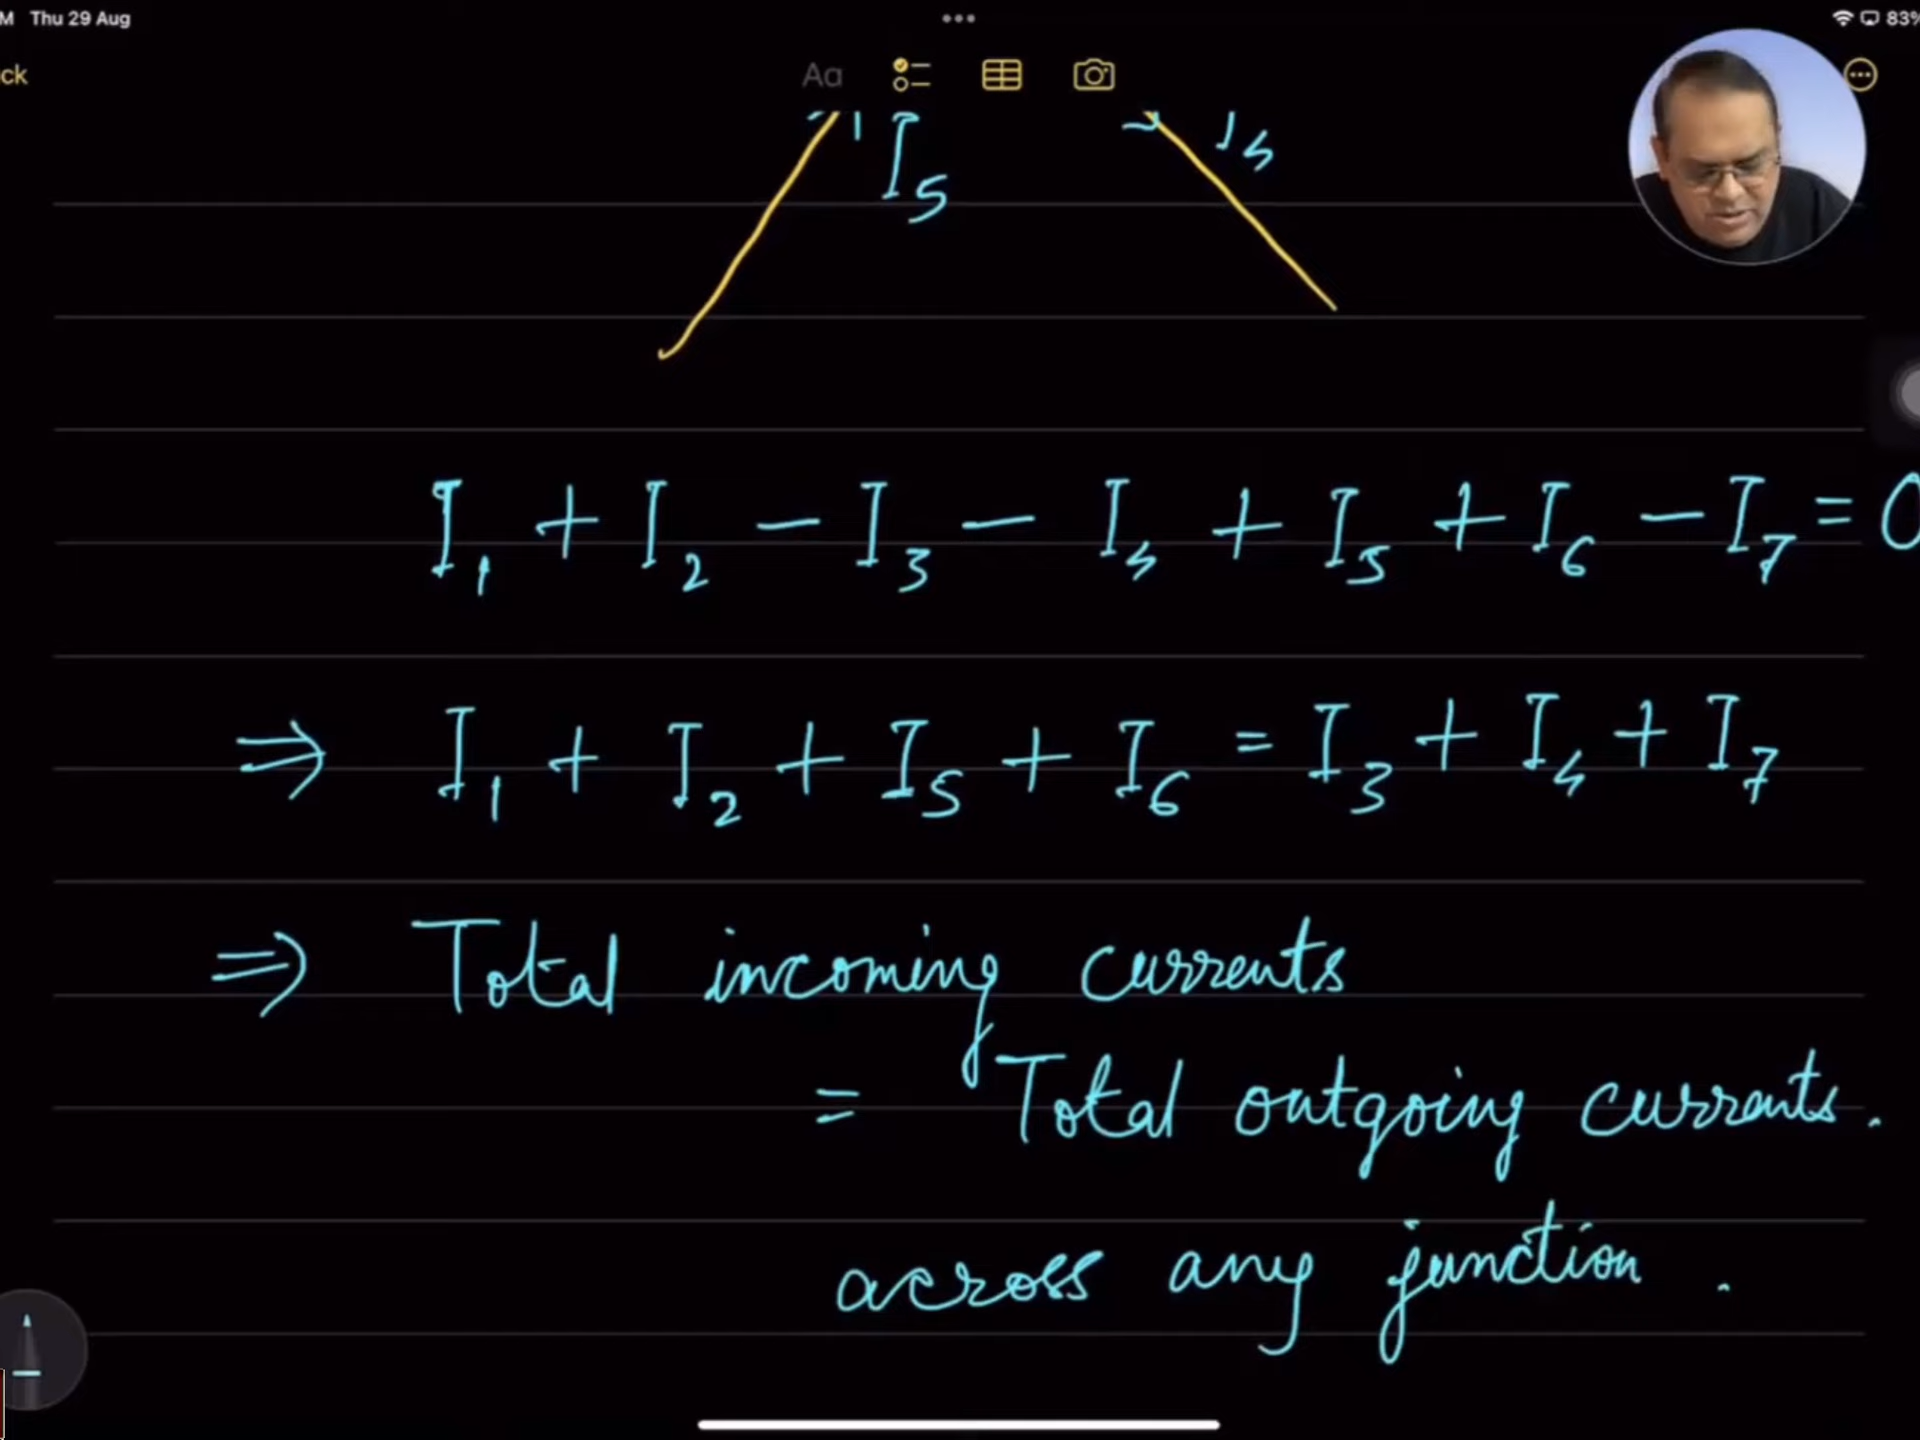 M Thu 29 Aug 83%
ck Aa
I₅ I₄
I₁ + I₂ − I₃ − I₄ + I₅ + I₆ − I₇ = 0
⇒ I₁ + I₂ + I₅ + I₆ = I₃ + I₄ + I₇
⇒ Total incoming currents
= Total outgoing currents.
across any junction.